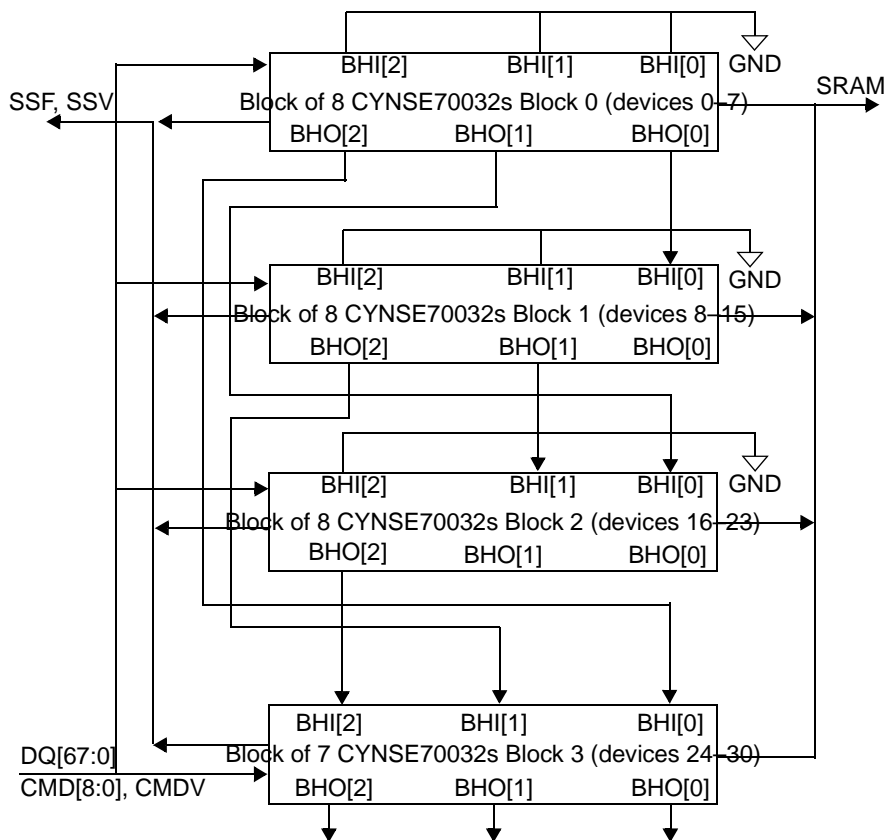 BHI[2] BHI[1] BHI[0] GND
SSF, SSV Block of 8 CYNSE70032s Block 0 (devices 0–7) SRAM
BHO[2] BHO[1] BHO[0]
BHI[2] BHI[1] BHI[0] GND
Block of 8 CYNSE70032s Block 1 (devices 8–15)
BHO[2] BHO[1] BHO[0]
BHI[2] BHI[1] BHI[0] GND
Block of 8 CYNSE70032s Block 2 (devices 16–23)
BHO[2] BHO[1] BHO[0]
BHI[2] BHI[1] BHI[0]
DQ[67:0] Block of 7 CYNSE70032s Block 3 (devices 24–30)
CMD[8:0], CMDV BHO[2] BHO[1] BHO[0]